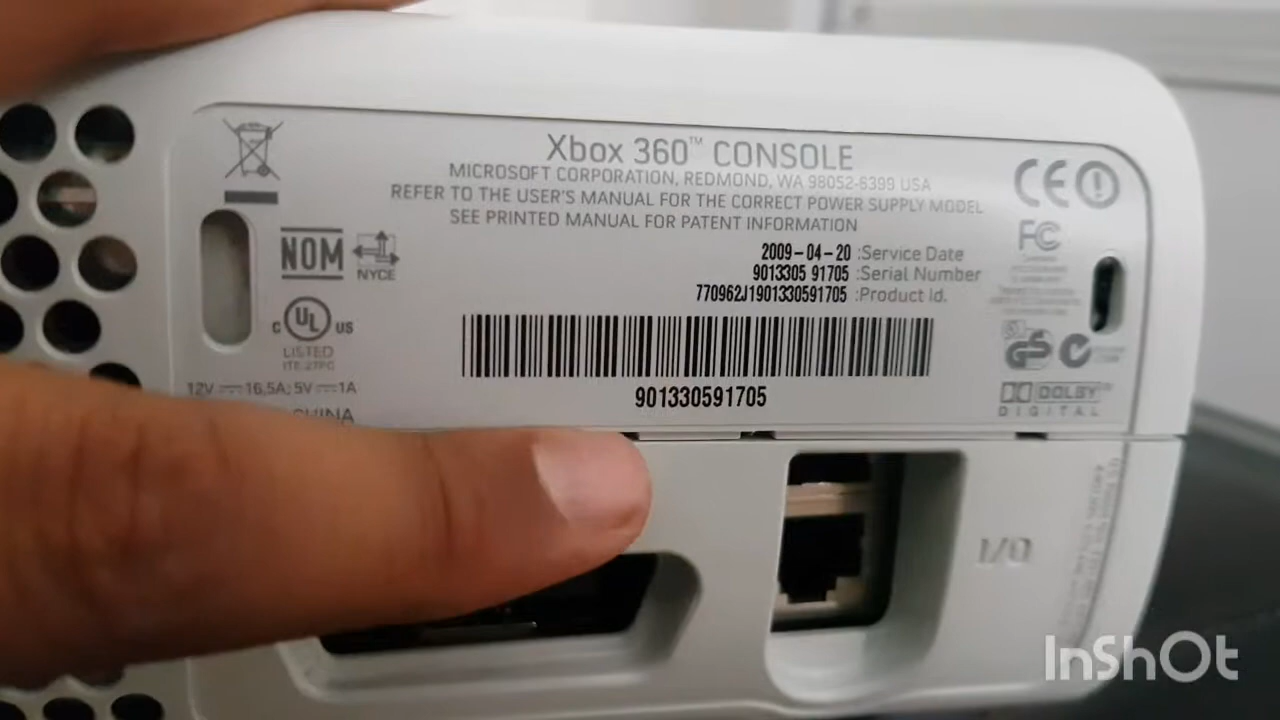 Xbox 360™ CONSOLE
MICROSOFT CORPORATION, REDMOND, WA 98052-6399 USA
REFER TO THE USER'S MANUAL FOR THE CORRECT POWER SUPPLY MODEL
SEE PRINTED MANUAL FOR PATENT INFORMATION
2009-04-20 :Service Date
9013305 91705 :Serial Number
770962J1901330591705 :Product Id.
901330591705
NOM
NYCE
C UL US
LISTED
12V 16.5A; 5V 1A
CHINA
CE
FC
GS
DOLBY
DIGITAL
InShOt